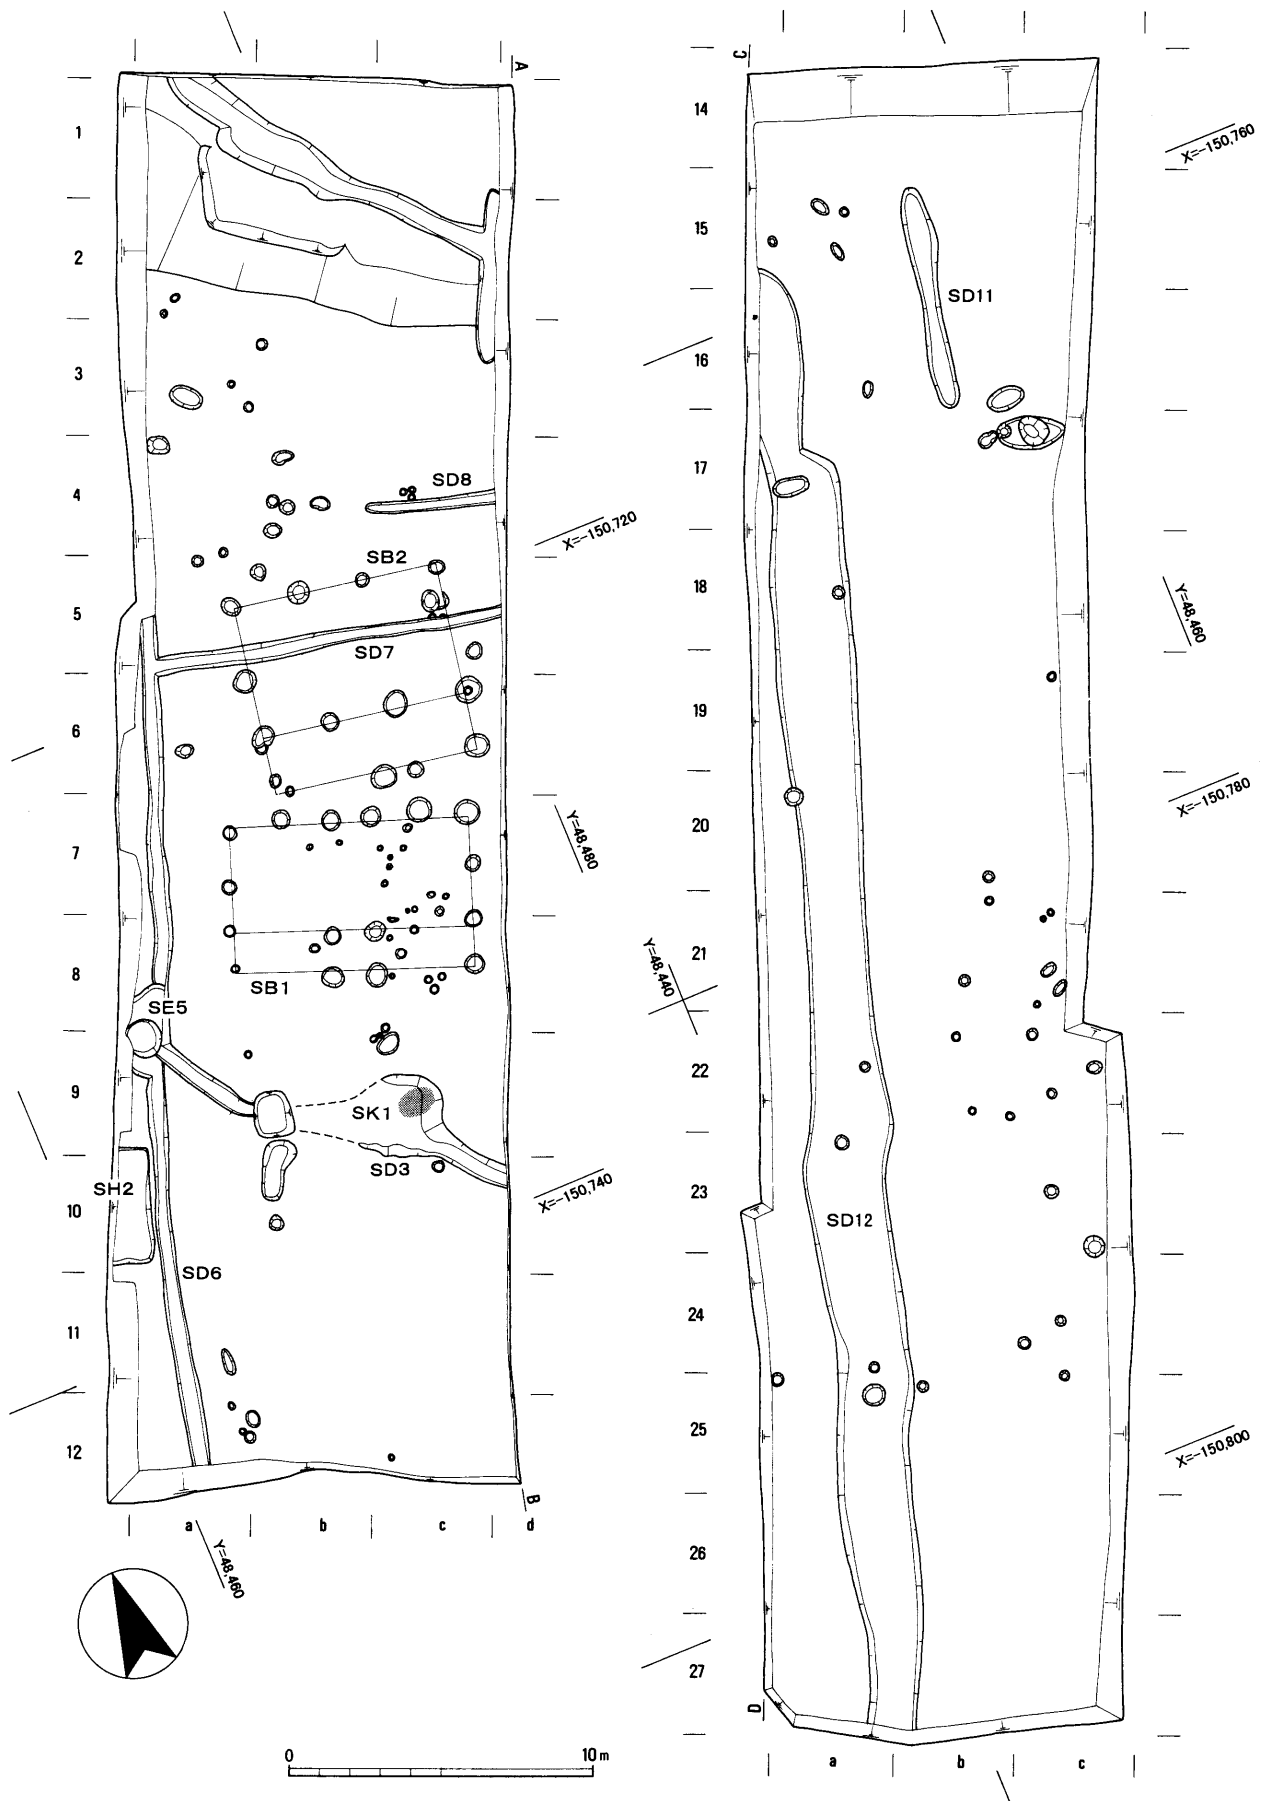 A
1
2
3
4
SD8
X=-150,720
SB2
5
SD7
6
Y=48,480
7
8
SB1
SE5
9
SK1
SD3
X=-150,740
SH2
10
SD6
11
12
B
a
b
c
d
Y=48,460
0
10m
C
14
X=-150,760
15
SD11
16
17
18
Y=48,460
19
X=-150,780
20
21
Y=48,440
22
23
SD12
24
25
X=-150,800
26
27
D
a
b
c